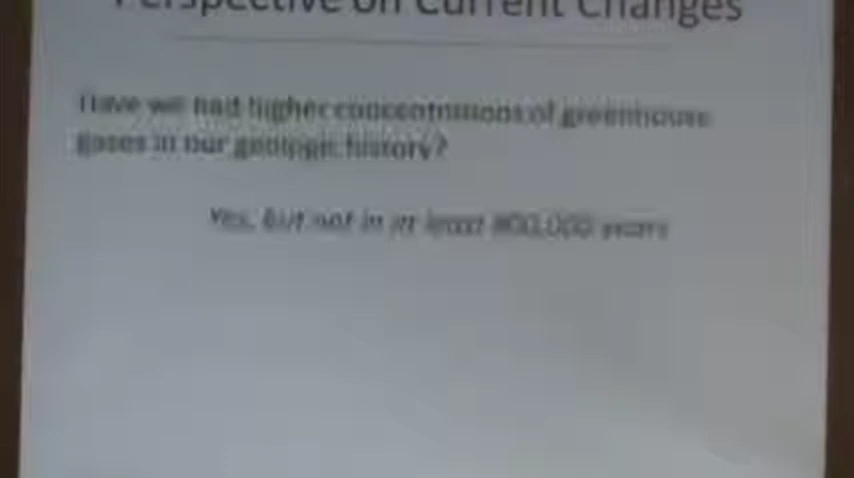 Perspective on Current Changes
Have we had higher concentrations of greenhouse
gases in our geologic history?
Yes, but not in at least 800,000 years